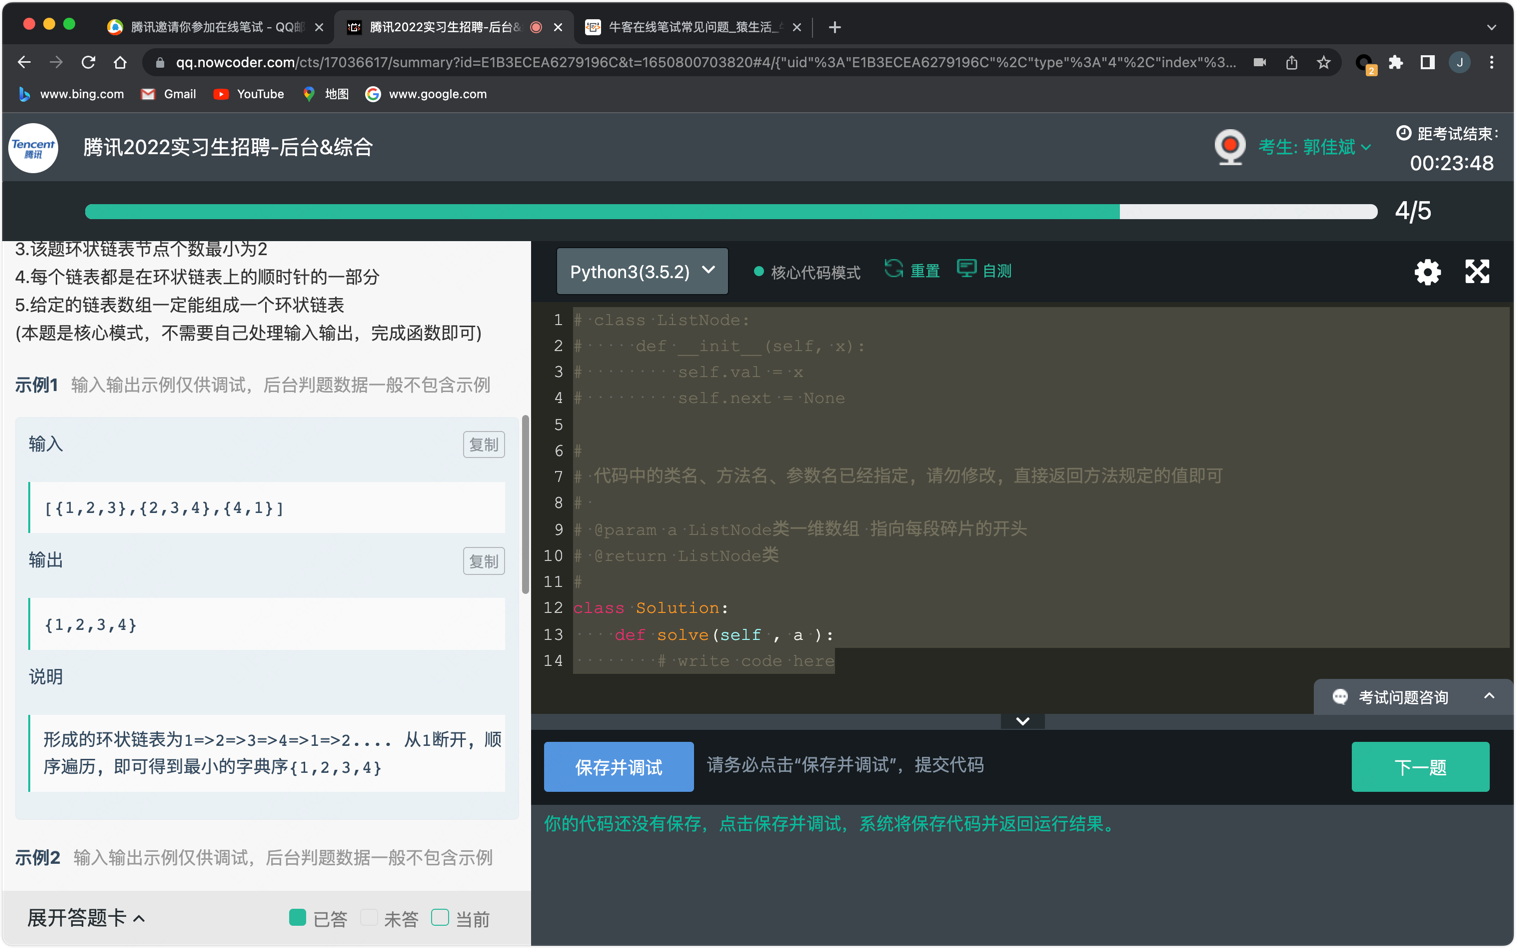 腾讯邀请你参加在线笔试 - QQ邮
腾讯2022实习生招聘-后台&
牛客在线笔试常见问题_猿生活_
qq.nowcoder.com/cts/17036617/summary?id=E1B3ECEA6279196C&t=1650800703820#4/{"uid"%3A"E1B3ECEA6279196C"%2C"type"%3A"4"%2C"index"%3...
2
J
www.bing.com
Gmail
YouTube
地图
www.google.com
Tencent
腾讯
腾讯2022实习生招聘-后台&综合
考生: 郭佳斌
距考试结束:
00:23:48
4/5
3.该题环状链表节点个数最小为2
4.每个链表都是在环状链表上的顺时针的一部分
5.给定的链表数组一定能组成一个环状链表
(本题是核心模式，不需要自己处理输入输出，完成函数即可)
示例1 输入输出示例仅供调试，后台判题数据一般不包含示例
输入
复制
[{1,2,3},{2,3,4},{4,1}]
输出
复制
{1,2,3,4}
说明
形成的环状链表为1=>2=>3=>4=>1=>2.... 从1断开，顺
序遍历，即可得到最小的字典序{1,2,3,4}
示例2 输入输出示例仅供调试，后台判题数据一般不包含示例
展开答题卡
已答
未答
当前
Python3(3.5.2)
核心代码模式
重置
自测
1 # class ListNode:
2 #     def __init__(self, x):
3 #         self.val = x
4 #         self.next = None
5
6 #
7 # 代码中的类名、方法名、参数名已经指定，请勿修改，直接返回方法规定的值即可
8 #
9 # @param a ListNode类一维数组 指向每段碎片的开头
10 # @return ListNode类
11 #
12 class Solution:
13     def solve(self , a ):
14         # write code here
考试问题咨询
保存并调试
请务必点击“保存并调试”，提交代码
下一题
你的代码还没有保存，点击保存并调试，系统将保存代码并返回运行结果。